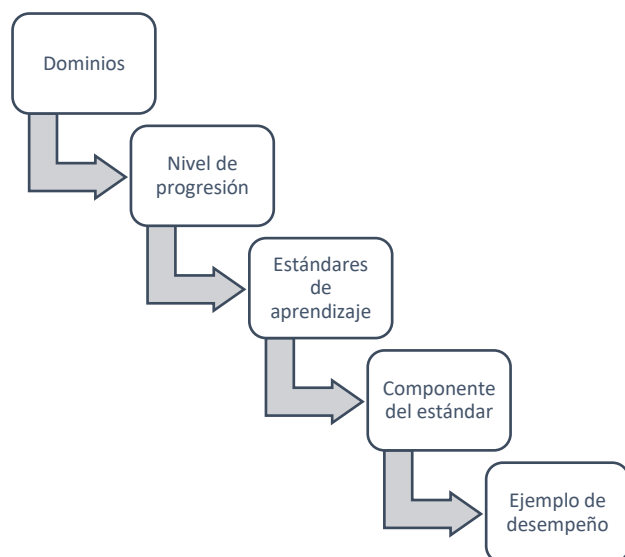 Dominios
Nivel de
progresión
Estándares
de
aprendizaje
Componente
del estándar
Ejemplo de
desempeño